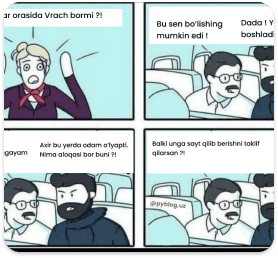 ar orasida Vrach bormi ?!
Bu sen bo'lishing
mumkin edi !
Dada ! Y
boshladi
gayam
Axir bu yerda odam o'lyapti.
Nima aloqasi bor buni ?!
Balki unga sayt qilib berishni taklif
qilarsan ?!
@pyblog.uz